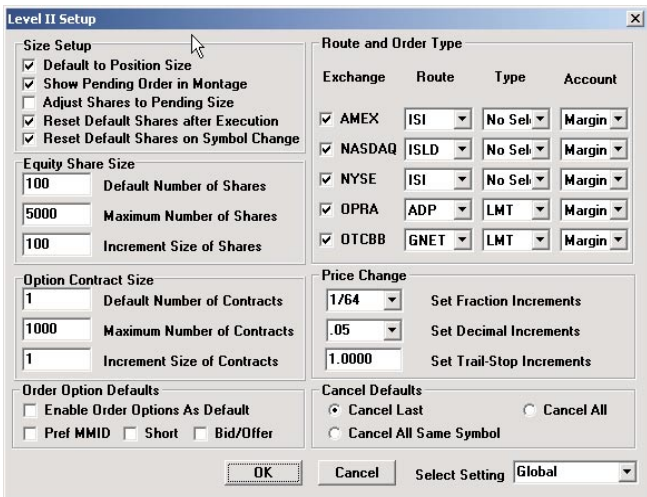 Level II Setup
Size Setup
Default to Position Size
Show Pending Order in Montage
Adjust Shares to Pending Size
Reset Default Shares after Execution
Reset Default Shares on Symbol Change
Equity Share Size
100 Default Number of Shares
5000 Maximum Number of Shares
100 Increment Size of Shares
Option Contract Size
1 Default Number of Contracts
1000 Maximum Number of Contracts
1 Increment Size of Contracts
Order Option Defaults
Enable Order Options As Default
Pref MMID Short Bid/Offer
Route and Order Type
Exchange Route Type Account
AMEX ISI No Sel Margin
NASDAQ ISLD No Sel Margin
NYSE ISI No Sel Margin
OPRA ADP LMT Margin
OTCBB GNET LMT Margin
Price Change
1/64 Set Fraction Increments
.05 Set Decimal Increments
1.0000 Set Trail-Stop Increments
Cancel Defaults
Cancel Last Cancel All
Cancel All Same Symbol
OK Cancel Select Setting Global